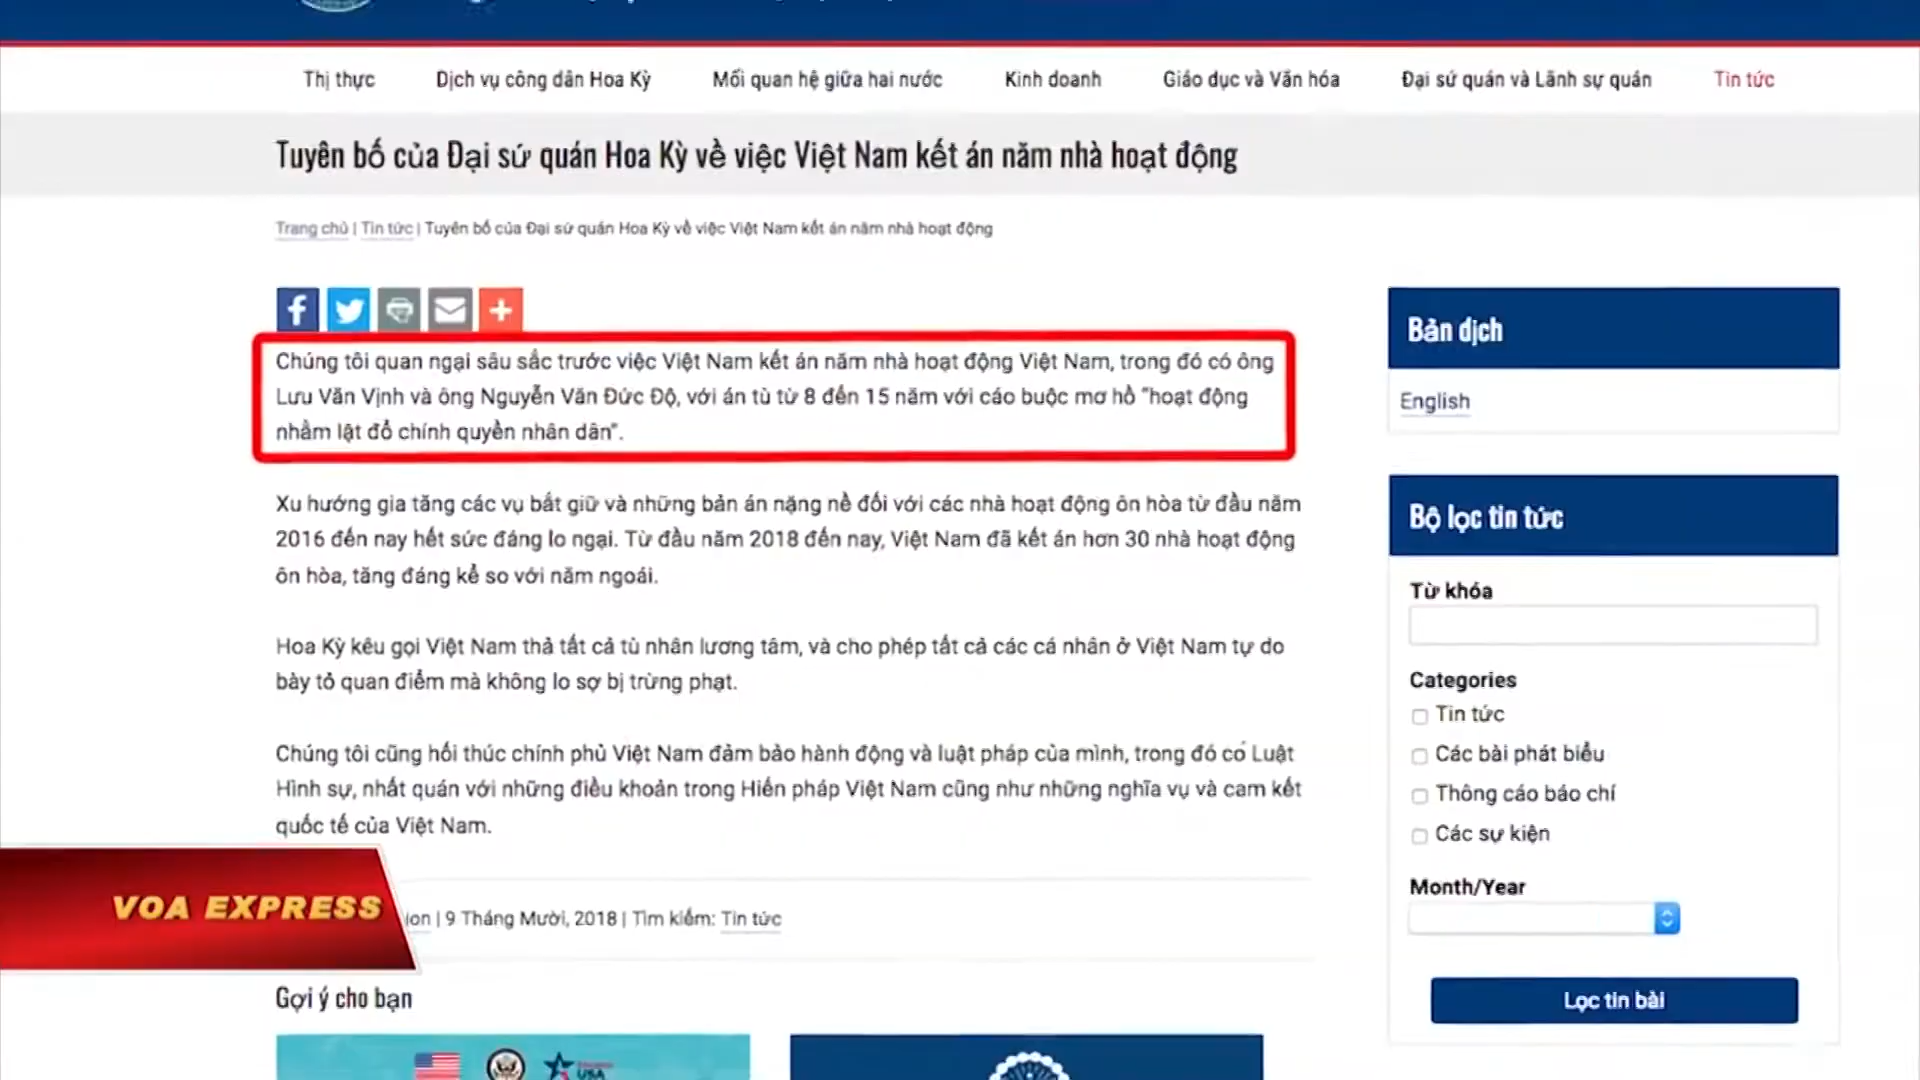 Thị thực Dịch vụ công dân Hoa Kỳ Mối quan hệ giữa hai nước Kinh doanh Giáo dục và Văn hóa Đại sứ quán và Lãnh sự quán Tin tức
Tuyên bố của Đại sứ quán Hoa Kỳ về việc Việt Nam kết án năm nhà hoạt động
Trang chủ | Tin tức | Tuyên bố của Đại sứ quán Hoa Kỳ về việc Việt Nam kết án năm nhà hoạt động
Chúng tôi quan ngại sâu sắc trước việc Việt Nam kết án năm nhà hoạt động Việt Nam, trong đó có ông
Lưu Văn Vịnh và ông Nguyễn Văn Đức Độ, với án tù từ 8 đến 15 năm với cáo buộc mơ hồ "hoạt động
nhằm lật đổ chính quyền nhân dân".
Xu hướng gia tăng các vụ bắt giữ và những bản án nặng nề đối với các nhà hoạt động ôn hòa từ đầu năm
2016 đến nay hết sức đáng lo ngại. Từ đầu năm 2018 đến nay, Việt Nam đã kết án hơn 30 nhà hoạt động
ôn hòa, tăng đáng kể so với năm ngoái.
Hoa Kỳ kêu gọi Việt Nam thả tất cả tù nhân lương tâm, và cho phép tất cả các cá nhân ở Việt Nam tự do
bày tỏ quan điểm mà không lo sợ bị trừng phạt.
Chúng tôi cũng hối thúc chính phủ Việt Nam đảm bảo hành động và luật pháp của mình, trong đó có Luật
Hình sự, nhất quán với những điều khoản trong Hiến pháp Việt Nam cũng như những nghĩa vụ và cam kết
quốc tế của Việt Nam.
VOA EXPRESS
ion | 9 Tháng Mười, 2018 | Tìm kiếm: Tin tức
Gợi ý cho bạn
USA
Bản dịch
English
Bộ lọc tin tức
Từ khóa
Categories
Tin tức
Các bài phát biểu
Thông cáo báo chí
Các sự kiện
Month/Year
Lọc tin bài